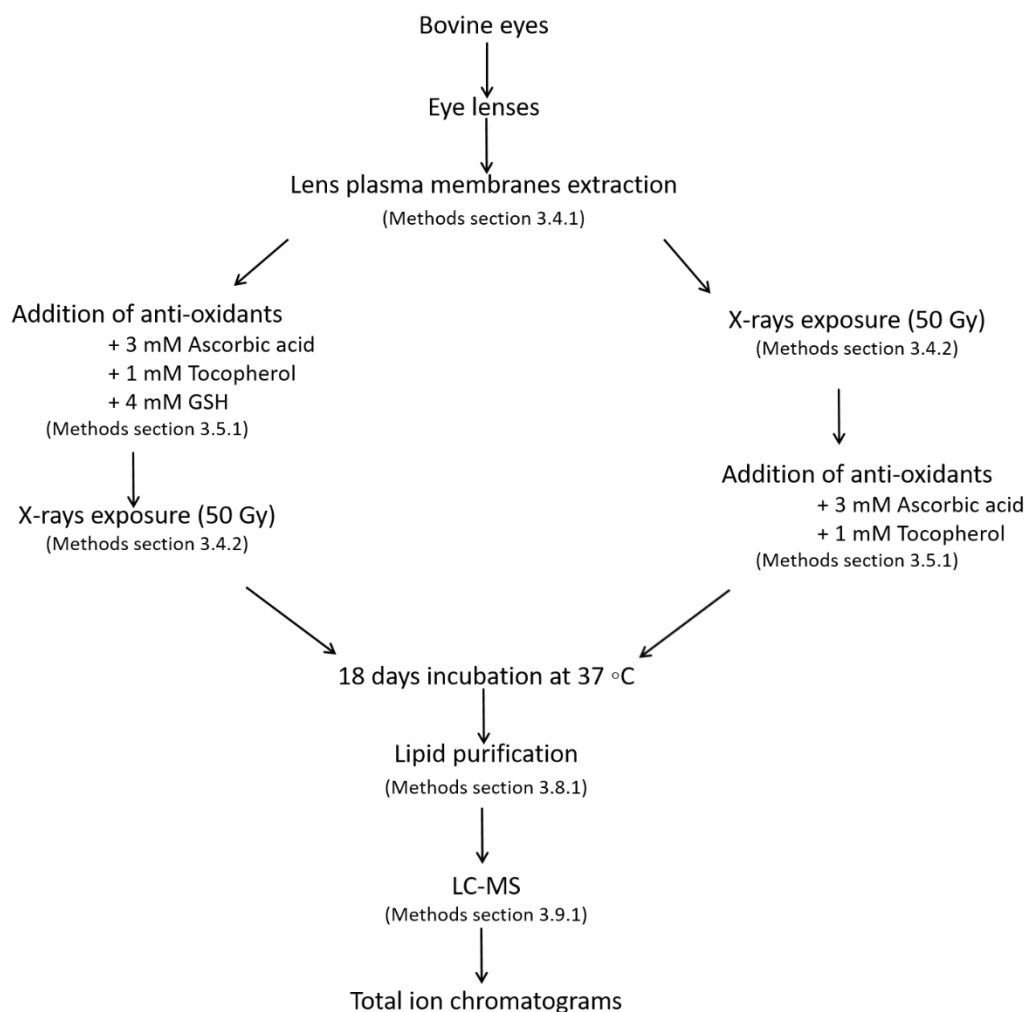 Bovine eyes
Eye lenses
Lens plasma membranes extraction
(Methods section 3.4.1)
Addition of anti-oxidants
+ 3 mM Ascorbic acid
+ 1 mM Tocopherol
+ 4 mM GSH
(Methods section 3.5.1)
X-rays exposure (50 Gy)
(Methods section 3.4.2)
X-rays exposure (50 Gy)
(Methods section 3.4.2)
Addition of anti-oxidants
+ 3 mM Ascorbic acid
+ 1 mM Tocopherol
(Methods section 3.5.1)
18 days incubation at 37 ◦C
Lipid purification
(Methods section 3.8.1)
LC-MS
(Methods section 3.9.1)
Total ion chromatograms